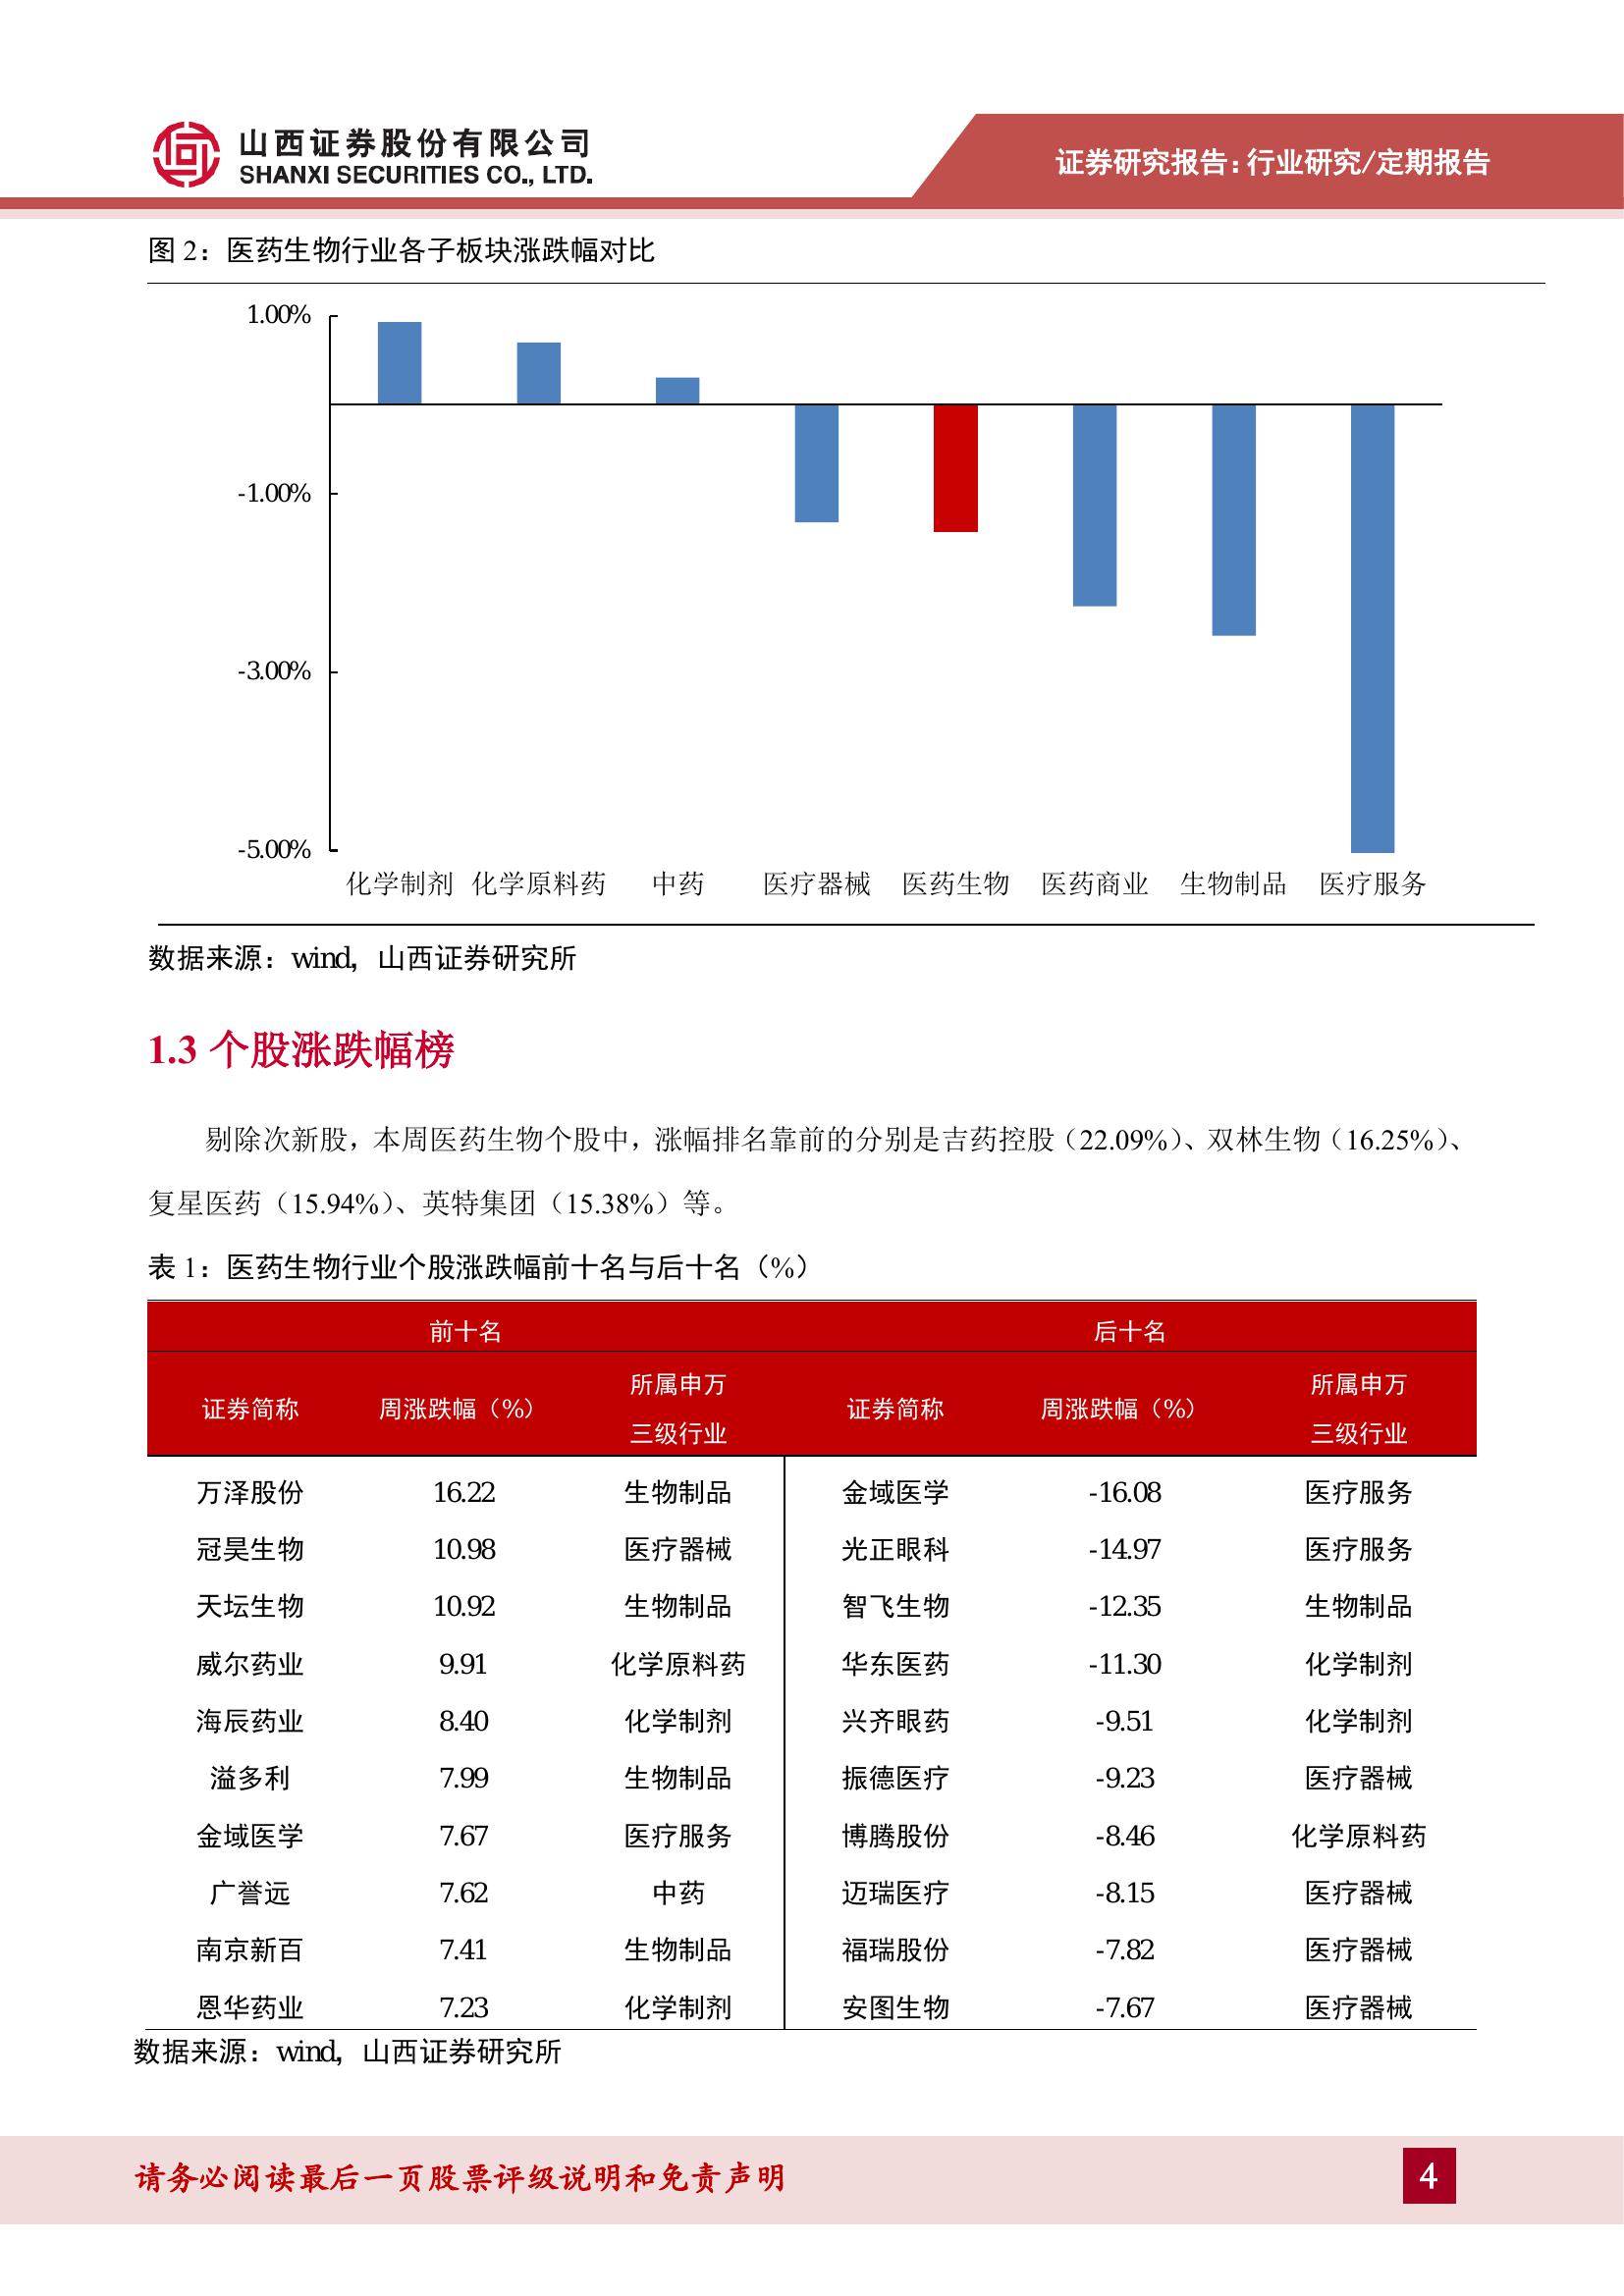 山西证券股份有限公司
SHANXI SECURITIES CO., LTD.
证券研究报告:行业研究/定期报告
图 2：医药生物行业各子板块涨跌幅对比
1.00%
-1.00%
-3.00%
-5.00%
化学制剂 化学原料药 中药 医疗器械 医药生物 医药商业 生物制品 医疗服务
数据来源：wind，山西证券研究所
1.3 个股涨跌幅榜
剔除次新股，本周医药生物个股中，涨幅排名靠前的分别是吉药控股（22.09%）、双林生物（16.25%）、
复星医药（15.94%）、英特集团（15.38%）等。
表 1：医药生物行业个股涨跌幅前十名与后十名（%）
前十名 后十名
证券简称 周涨跌幅（%） 所属申万三级行业 证券简称 周涨跌幅（%） 所属申万三级行业
万泽股份 16.22 生物制品 金域医学 -16.08 医疗服务
冠昊生物 10.98 医疗器械 光正眼科 -14.97 医疗服务
天坛生物 10.92 生物制品 智飞生物 -12.35 生物制品
威尔药业 9.91 化学原料药 华东医药 -11.30 化学制剂
海辰药业 8.40 化学制剂 兴齐眼药 -9.51 化学制剂
溢多利 7.99 生物制品 振德医疗 -9.23 医疗器械
金域医学 7.67 医疗服务 博腾股份 -8.46 化学原料药
广誉远 7.62 中药 迈瑞医疗 -8.15 医疗器械
南京新百 7.41 生物制品 福瑞股份 -7.82 医疗器械
恩华药业 7.23 化学制剂 安图生物 -7.67 医疗器械
数据来源：wind，山西证券研究所
请务必阅读最后一页股票评级说明和免责声明
4